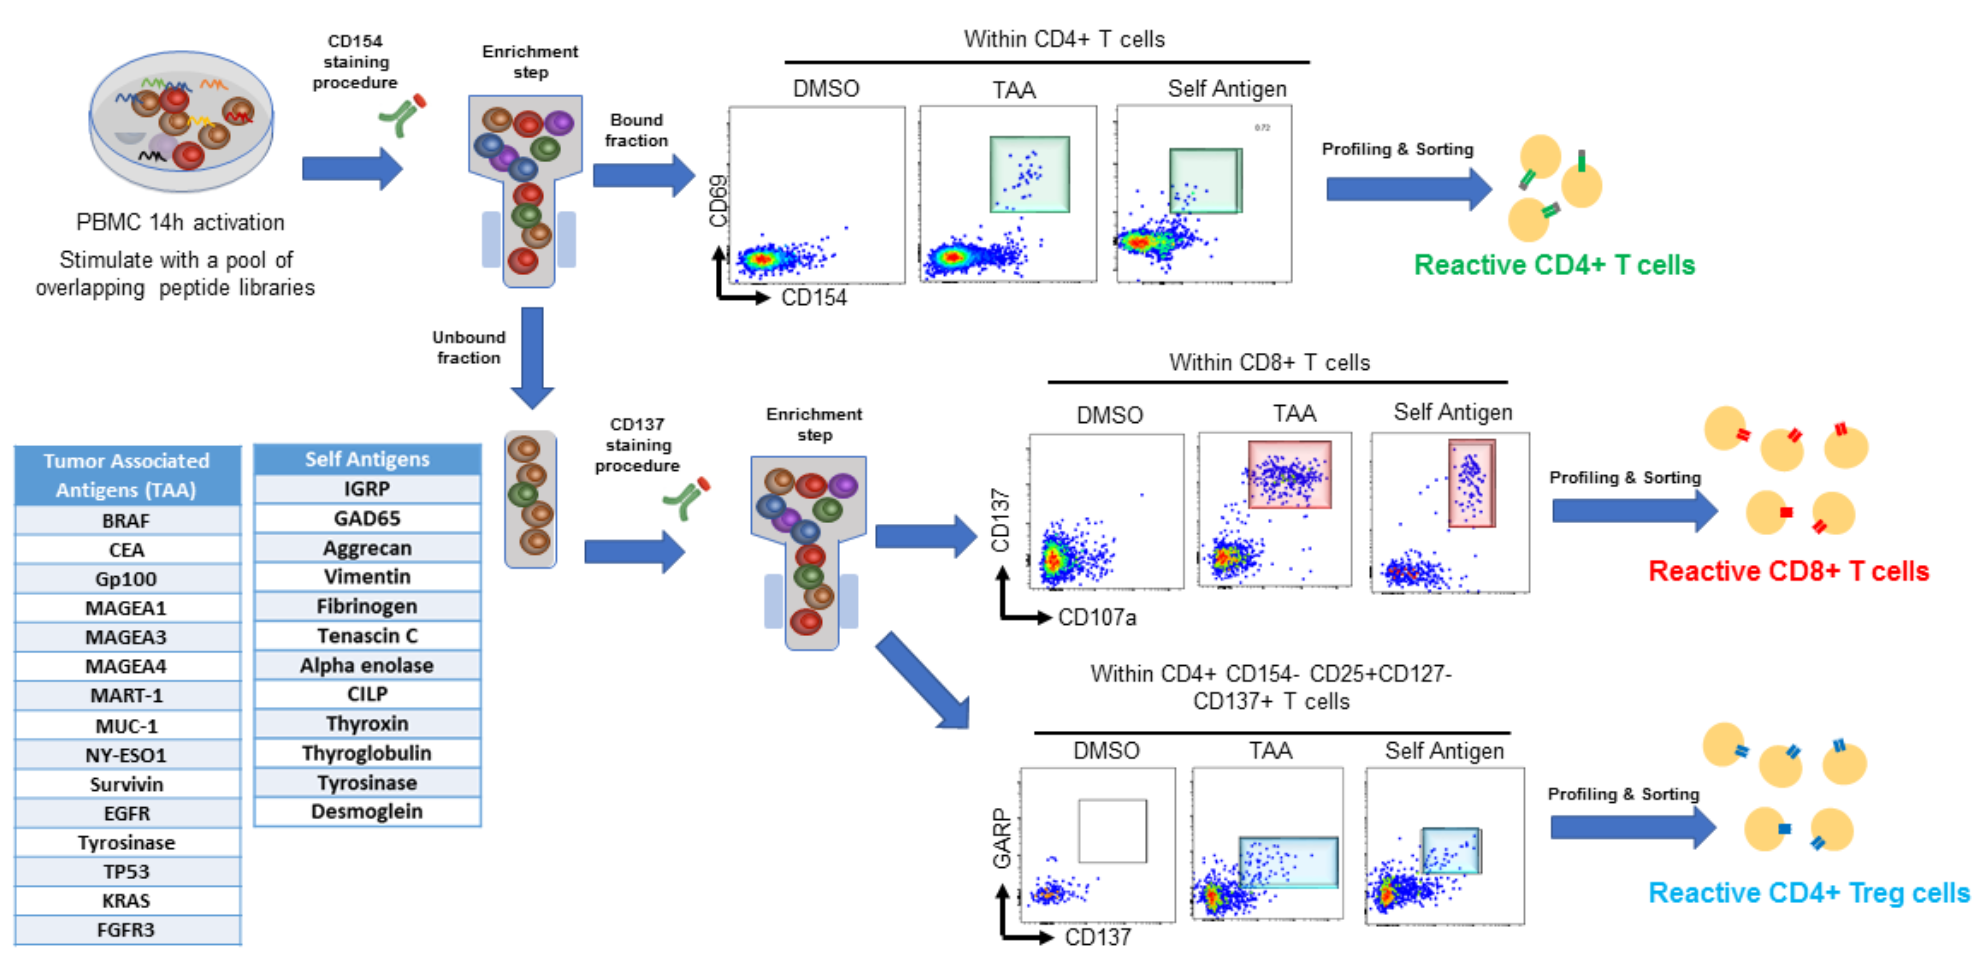 CD154
staining
procedure
Enrichment
step
PBMC 14h activation
Stimulate with a pool of
overlapping peptide libraries
Bound
fraction
Within CD4+ T cells
DMSO
TAA
Self Antigen
0.72
CD69
CD154
Profiling & Sorting
Reactive CD4+ T cells
Unbound
fraction
CD137
staining
procedure
Enrichment
step
Within CD8+ T cells
DMSO
TAA
Self Antigen
CD137
CD107a
Profiling & Sorting
Reactive CD8+ T cells
Within CD4+ CD154- CD25+CD127-
CD137+ T cells
DMSO
TAA
Self Antigen
GARP
CD137
Profiling & Sorting
Reactive CD4+ Treg cells
Tumor Associated
Antigens (TAA)
BRAF
CEA
Gp100
MAGEA1
MAGEA3
MAGEA4
MART-1
MUC-1
NY-ESO1
Survivin
EGFR
Tyrosinase
TP53
KRAS
FGFR3
Self Antigens
IGRP
GAD65
Aggrecan
Vimentin
Fibrinogen
Tenascin C
Alpha enolase
CILP
Thyroxin
Thyroglobulin
Tyrosinase
Desmoglein